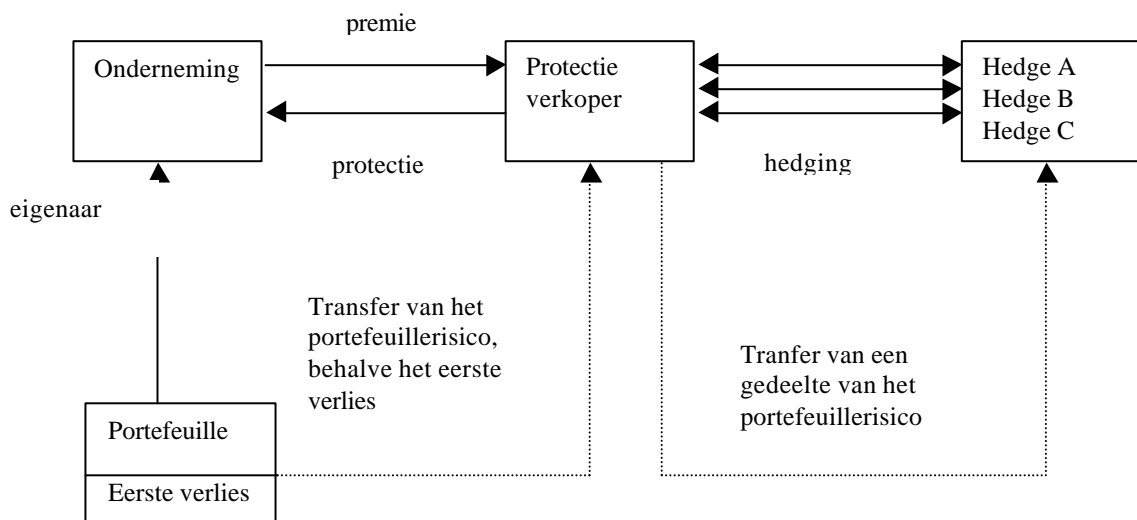 premie
Onderneming
Protectie
verkoper
Hedge A
Hedge B
Hedge C
protectie
hedging
eigenaar
Transfer van het
portefeuillerisico,
behalve het eerste
verlies
Tranfer van een
gedeelte van het
portefeuillerisico
Portefeuille
Eerste verlies